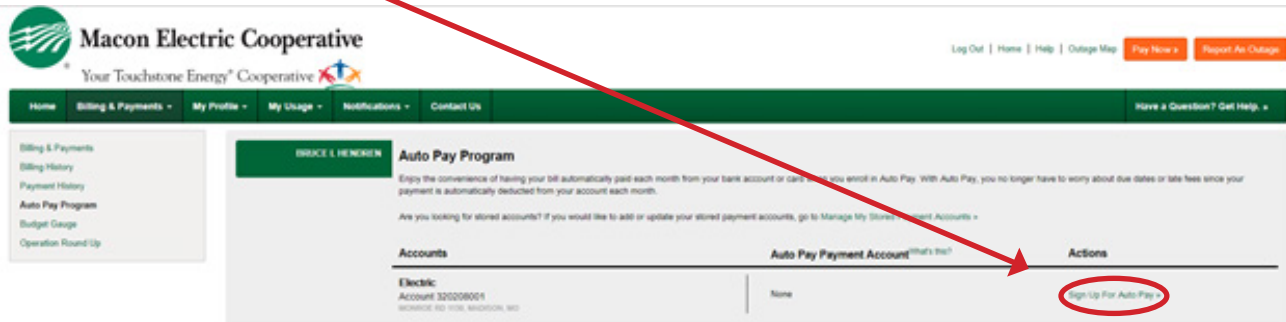 Macon Electric Cooperative
Your Touchstone Energy® Cooperative
Log Out | Home | Help | Outage Map
Pay Now »
Report An Outage
Home
Billing & Payments
My Profile
My Usage
Notifications
Contact Us
Have a Question? Get Help. »
Billing & Payments
Billing History
Payment History
Auto Pay Program
Budget Gauge
Operation Round Up
BRUCE L HENDREN
Auto Pay Program
Enjoy the convenience of having your bill automatically paid each month from your bank account or card when you enroll in Auto Pay. With Auto Pay, you no longer have to worry about due dates or late fees since your
payment is automatically deducted from your account each month.
Are you looking for stored accounts? If you would like to add or update your stored payment accounts, go to Manage My Stored Payment Accounts »
Accounts
Auto Pay Payment Account What's this?
Actions
Electric
Account 320208001
MONROE RD 1136, MADISON, MO
None
Sign Up For Auto Pay »